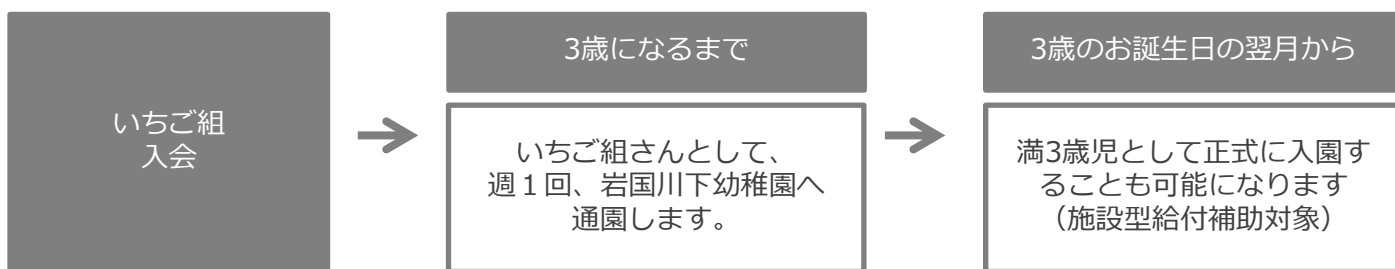 いちご組
入会
3歳になるまで
いちご組さんとして、
週１回、岩国川下幼稚園へ
通園します。
3歳のお誕生日の翌月から
満3歳児として正式に入園す
ることも可能になります
（施設型給付補助対象）